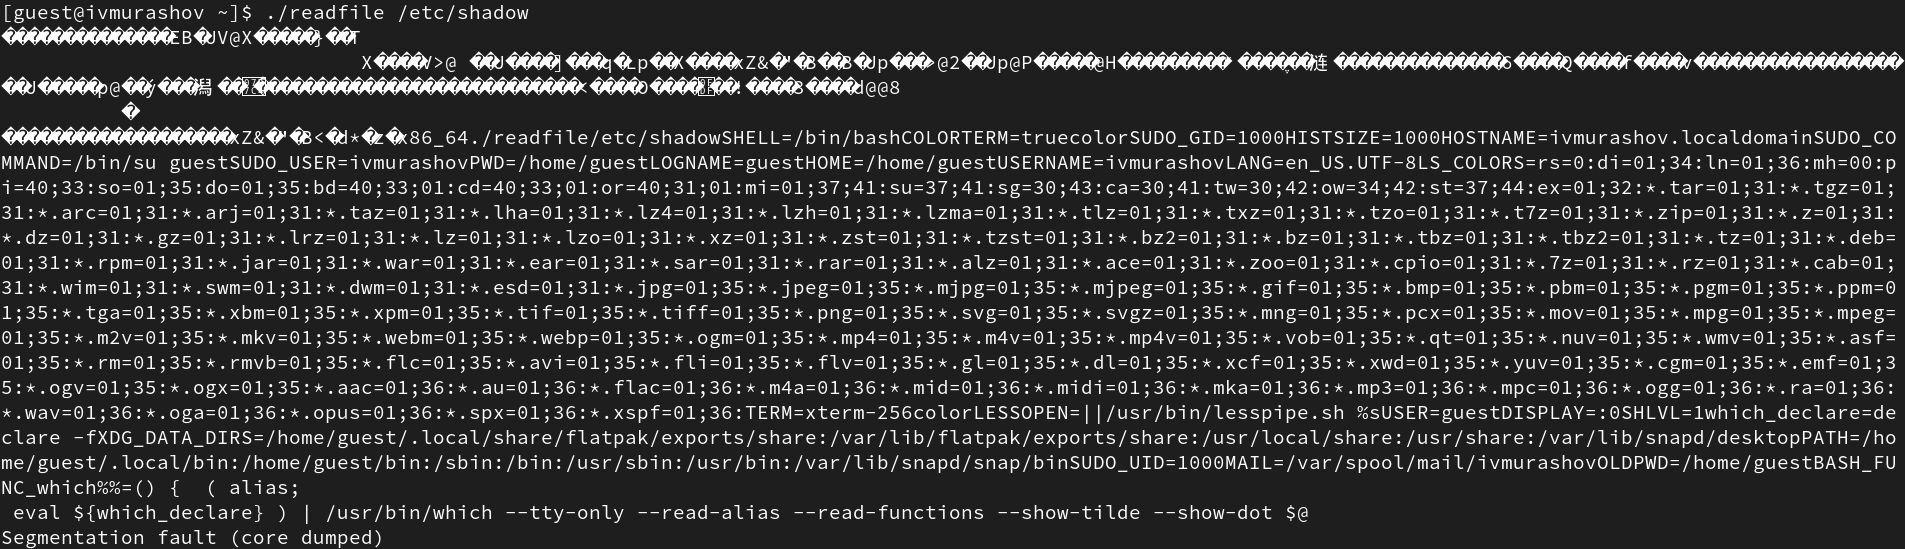 [guest@ivmurashov ~]$ ./readfile /etc/shadow
����������������EB�JV@X�����}���T
X����V>@ ���J����]���q�Lp���X����xZ&�'�B���B�Jp���>@2���Jp@P�����@H����������
���������������������xZ&�'�B<�d*�z�x86_64./readfile/etc/shadowSHELL=/bin/bashCOLORTERM=truecolorSUDO_GID=1000HISTSIZE=1000HOSTNAME=ivmurashov.localdomainSUDO_CO
MMAND=/bin/su guestSUDO_USER=ivmurashovPWD=/home/guestLOGNAME=guestHOME=/home/guestUSERNAME=ivmurashovLANG=en_US.UTF-8LS_COLORS=rs=0:di=01;34:ln=01;36:mh=00:p
i=40;33:so=01;35:do=01;35:bd=40;33;01:cd=40;33;01:or=40;31;01:mi=01;37;41:su=37;41:sg=30;43:ca=30;41:tw=30;42:ow=34;42:st=37;44:ex=01;32:*.tar=01;31:*.tgz=01;
31:*.arc=01;31:*.arj=01;31:*.taz=01;31:*.lha=01;31:*.lz4=01;31:*.lzh=01;31:*.lzma=01;31:*.tlz=01;31:*.txz=01;31:*.tzo=01;31:*.t7z=01;31:*.zip=01;31:*.z=01;31:
*.dz=01;31:*.gz=01;31:*.lrz=01;31:*.lz=01;31:*.lzo=01;31:*.xz=01;31:*.zst=01;31:*.tzst=01;31:*.bz2=01;31:*.bz=01;31:*.tbz=01;31:*.tbz2=01;31:*.tz=01;31:*.deb=
01;31:*.rpm=01;31:*.jar=01;31:*.war=01;31:*.ear=01;31:*.sar=01;31:*.rar=01;31:*.alz=01;31:*.ace=01;31:*.zoo=01;31:*.cpio=01;31:*.7z=01;31:*.rz=01;31:*.cab=01;
31:*.wim=01;31:*.swm=01;31:*.dwm=01;31:*.esd=01;31:*.jpg=01;35:*.jpeg=01;35:*.mjpg=01;35:*.mjpeg=01;35:*.gif=01;35:*.bmp=01;35:*.pbm=01;35:*.pgm=01;35:*.ppm=0
1;35:*.tga=01;35:*.xbm=01;35:*.xpm=01;35:*.tif=01;35:*.tiff=01;35:*.png=01;35:*.svg=01;35:*.svgz=01;35:*.mng=01;35:*.pcx=01;35:*.mov=01;35:*.mpg=01;35:*.mpeg=
01;35:*.m2v=01;35:*.mkv=01;35:*.webm=01;35:*.webp=01;35:*.ogm=01;35:*.mp4=01;35:*.m4v=01;35:*.mp4v=01;35:*.vob=01;35:*.qt=01;35:*.nuv=01;35:*.wmv=01;35:*.asf=
01;35:*.rm=01;35:*.rmvb=01;35:*.flc=01;35:*.avi=01;35:*.fli=01;35:*.flv=01;35:*.gl=01;35:*.dl=01;35:*.xcf=01;35:*.xwd=01;35:*.yuv=01;35:*.cgm=01;35:*.emf=01;3
5:*.ogv=01;35:*.ogx=01;35:*.aac=01;36:*.au=01;36:*.flac=01;36:*.m4a=01;36:*.mid=01;36:*.midi=01;36:*.mka=01;36:*.mp3=01;36:*.mpc=01;36:*.ogg=01;36:*.ra=01;36:
*.wav=01;36:*.oga=01;36:*.opus=01;36:*.spx=01;36:*.xspf=01;36:TERM=xterm-256colorLESSOPEN=||/usr/bin/lesspipe.sh %sUSER=guestDISPLAY=:0SHLVL=1which_declare=de
clare -fXDG_DATA_DIRS=/home/guest/.local/share/flatpak/exports/share:/var/lib/flatpak/exports/share:/usr/local/share:/usr/share:/var/lib/snapd/desktopPATH=/ho
me/guest/.local/bin:/home/guest/bin:/sbin:/bin:/usr/sbin:/usr/bin:/var/lib/snapd/snap/binSUDO_UID=1000MAIL=/var/spool/mail/ivmurashovOLDPWD=/home/guestBASH_FU
NC_which%%=() {  ( alias;
 eval ${which_declare} ) | /usr/bin/which --tty-only --read-alias --read-functions --show-tilde --show-dot $@
Segmentation fault (core dumped)